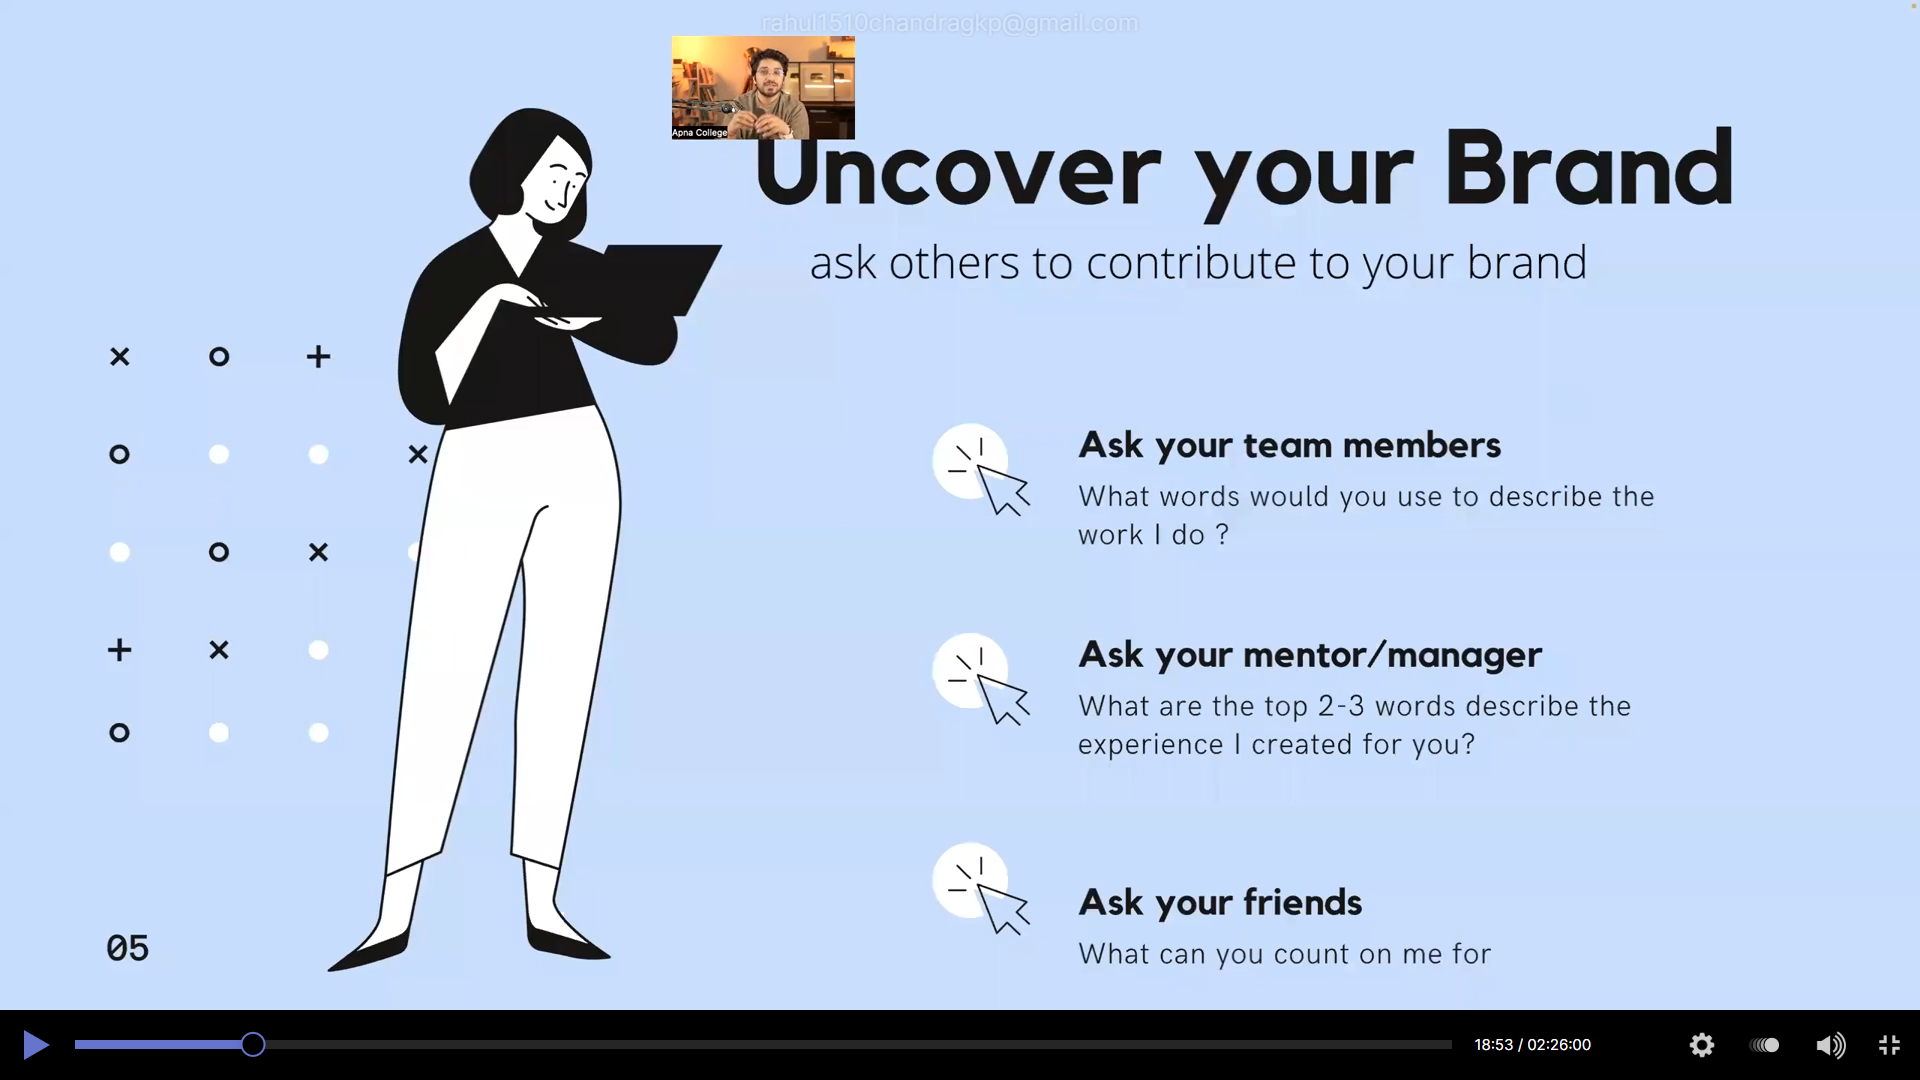 rahul1510chandragkp@gmail.com
Apna College
Uncover your Brand
ask others to contribute to your brand
Ask your team members
What words would you use to describe the
work I do ?
Ask your mentor/manager
What are the top 2-3 words describe the
experience I created for you?
Ask your friends
What can you count on me for
05
18:53 / 02:26:00